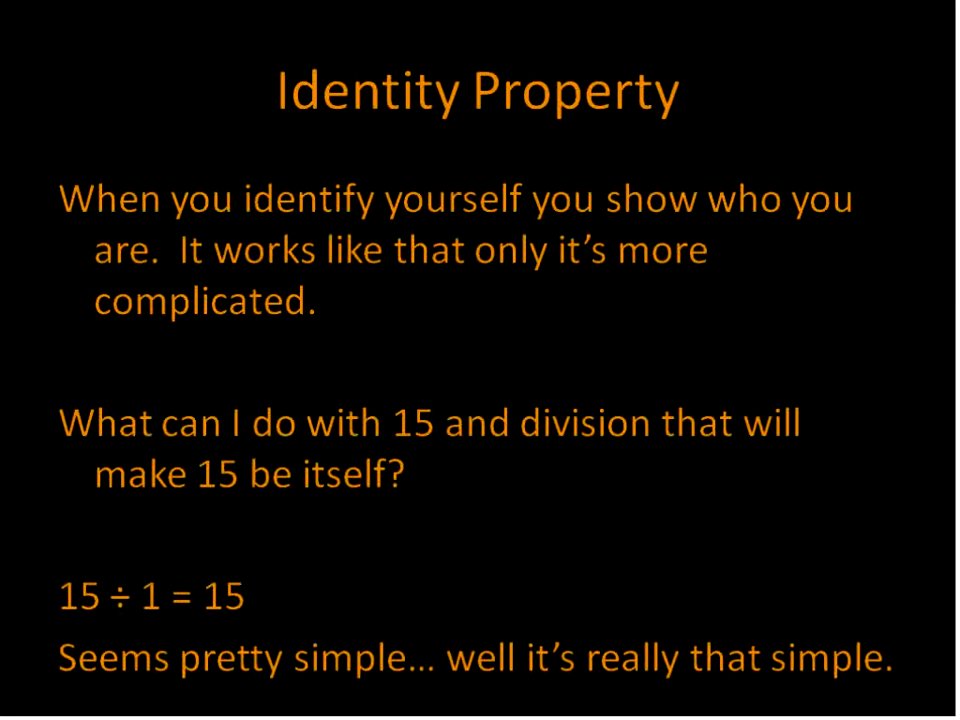 Identity Property
When you identify yourself you show who you
are.  It works like that only it’s more
complicated.
What can I do with 15 and division that will
make 15 be itself?
15 ÷ 1 = 15
Seems pretty simple… well it’s really that simple.